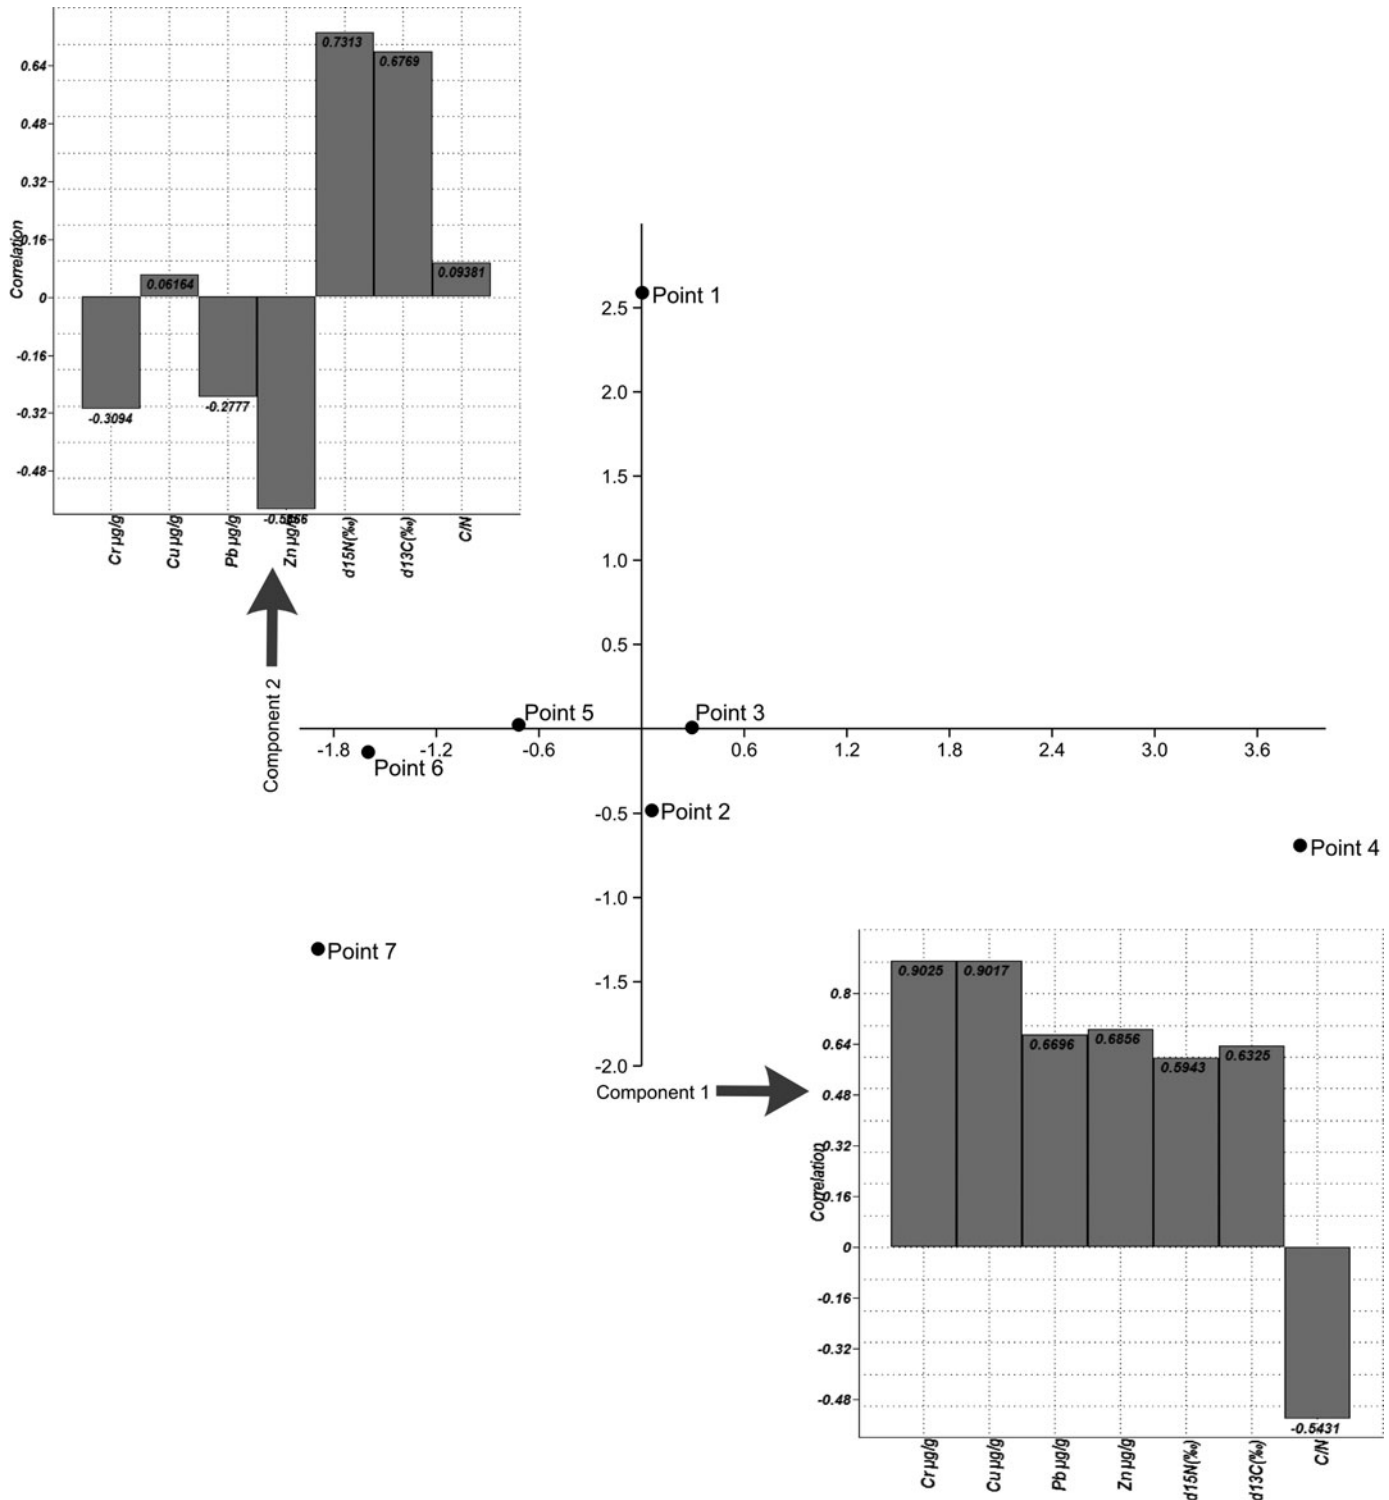 0.7313
0.6769
0.64
0.48
0.32
0.16
0.09381
0.06164
0
-0.16
-0.2777
-0.3094
-0.32
-0.48
Correlation
Cr µg/g
Cu µg/g
Pb µg/g
Zn µg/g
d15N(‰)
d13C(‰)
C/N
Point 1
2.5
2.0
1.5
1.0
0.5
Component 2
Point 5
Point 3
-1.8
-1.2
-0.6
0.6
1.2
1.8
2.4
3.0
3.6
Point 6
-0.5
Point 2
Point 4
-1.0
Point 7
-1.5
-2.0
Component 1
0.9025
0.9017
0.8
0.6696
0.6856
0.5943
0.6325
0.64
0.48
0.32
0.16
0
-0.16
-0.32
-0.48
-0.5431
Correlation
Cr µg/g
Cu µg/g
Pb µg/g
Zn µg/g
d15N(‰)
d13C(‰)
C/N